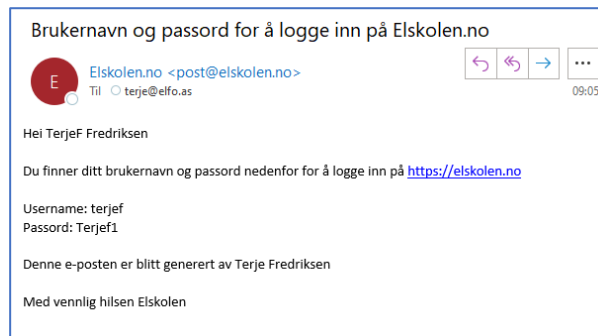 Brukernavn og passord for å logge inn på Elskolen.no
E
Elskolen.no <post@elskolen.no>
Til terje@elfo.as
09:05
Hei TerjeF Fredriksen
Du finner ditt brukernavn og passord nedenfor for å logge inn på https://elskolen.no
Username: terjef
Passord: Terjef1
Denne e-posten er blitt generert av Terje Fredriksen
Med vennlig hilsen Elskolen